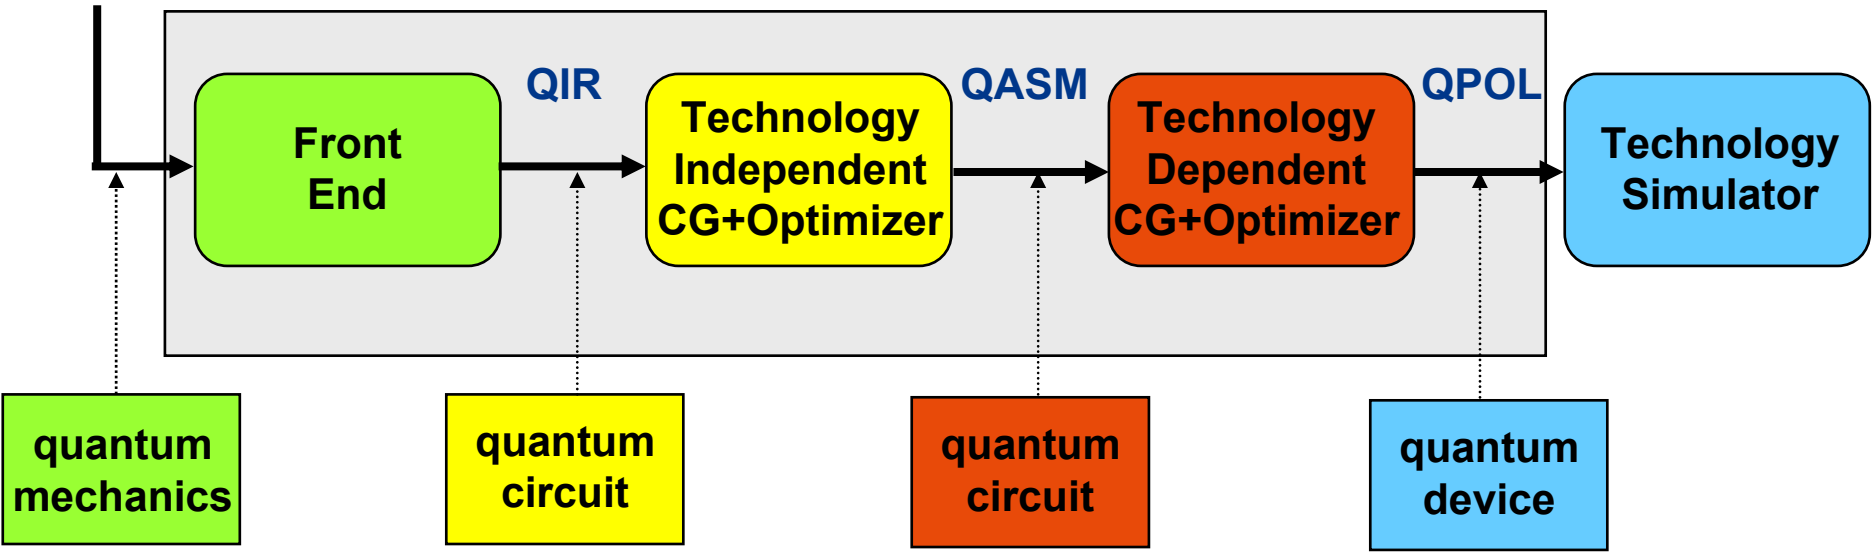 QIR
QASM
QPOL
Front
End
Technology
Independent
CG+Optimizer
Technology
Dependent
CG+Optimizer
Technology
Simulator
quantum
mechanics
quantum
circuit
quantum
circuit
quantum
device